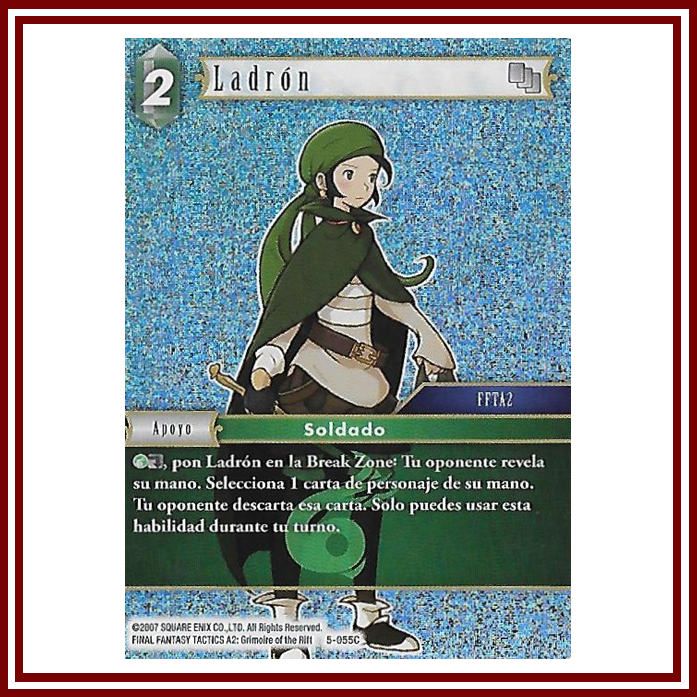 2
Ladrón
FFTA2
Apoyo
Soldado
, pon Ladrón en la Break Zone: Tu oponente revela
su mano. Selecciona 1 carta de personaje de su mano.
Tu oponente descarta esa carta. Solo puedes usar esta
habilidad durante tu turno.
©2007 SQUARE ENIX CO.,LTD. All Rights Reserved.
FINAL FANTASY TACTICS A2: Grimoire of the Rift
5-055C